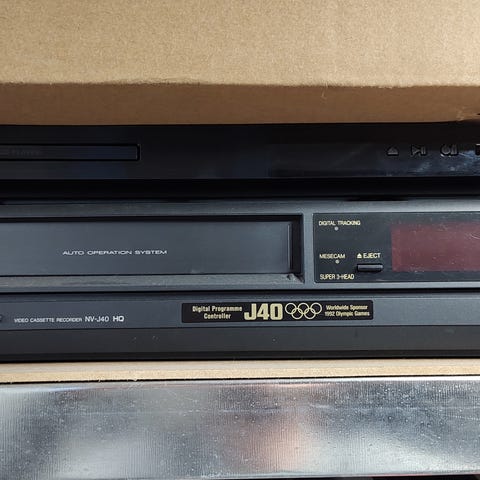 PLAYER
DIGITAL TRACKING
AUTO OPERATION SYSTEM
MESECAM
EJECT
SUPER 3-HEAD
VIDEO CASSETTE RECORDER NV-J40 HQ
Digital Programme
Controller
J40
Worldwide Sponsor
1992 Olympic Games